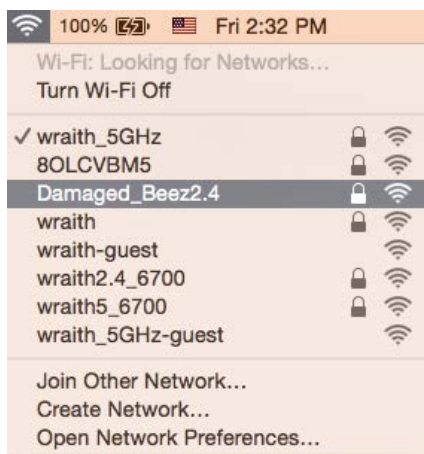 100% Fri 2:32 PM
Wi-Fi: Looking for Networks...
Turn Wi-Fi Off
wraith_5GHz
8OLCVBM5
Damaged_Beez2.4
wraith
wraith-guest
wraith2.4_6700
wraith5_6700
wraith_5GHz-guest
Join Other Network...
Create Network...
Open Network Preferences...